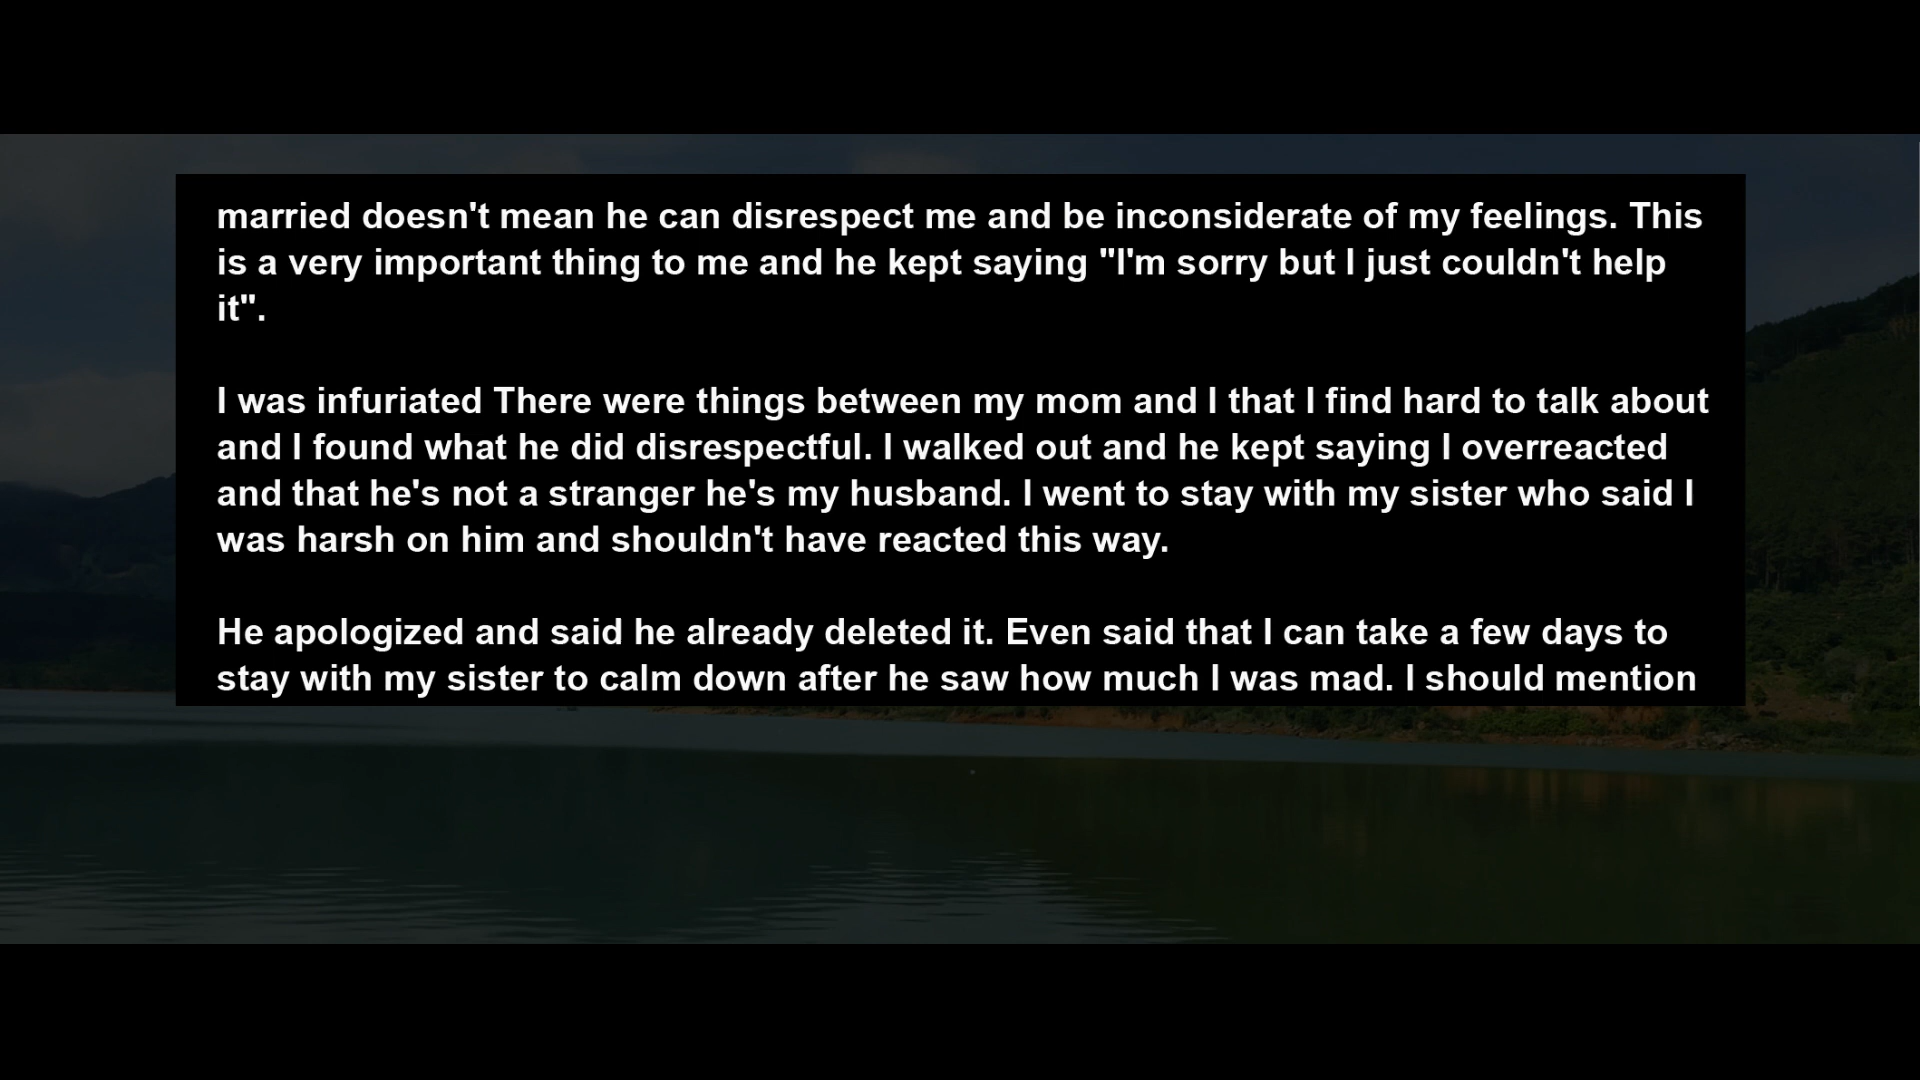 married doesn't mean he can disrespect me and be inconsiderate of my feelings. This
is a very important thing to me and he kept saying "I'm sorry but I just couldn't help
it".
I was infuriated There were things between my mom and I that I find hard to talk about
and I found what he did disrespectful. I walked out and he kept saying I overreacted
and that he's not a stranger he's my husband. I went to stay with my sister who said I
was harsh on him and shouldn't have reacted this way.
He apologized and said he already deleted it. Even said that I can take a few days to
stay with my sister to calm down after he saw how much I was mad. I should mention